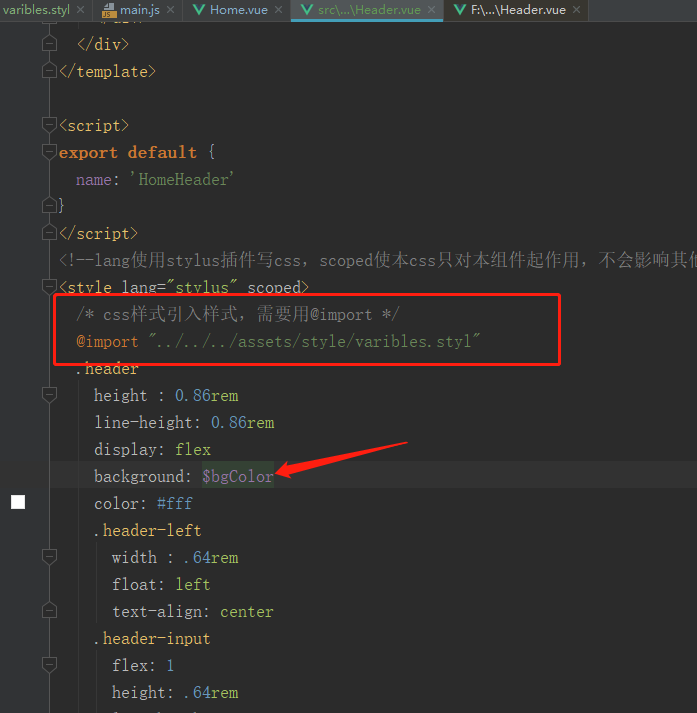 varibles.styl main.js Home.vue src\...\Header.vue F:\...\Header.vue
</div>
</template>
<script>
export default {
name: 'HomeHeader'
}
</script>
<!--lang使用stylus插件写css，scoped使本css只对本组件起作用，不会影响其他
<style lang="stylus" scoped>
/* css样式引入样式，需要用@import */
@import "../../../assets/style/varibles.styl"
.header
height : 0.86rem
line-height: 0.86rem
display: flex
background: $bgColor
color: #fff
.header-left
width : .64rem
float: left
text-align: center
.header-input
flex: 1
height: .64rem